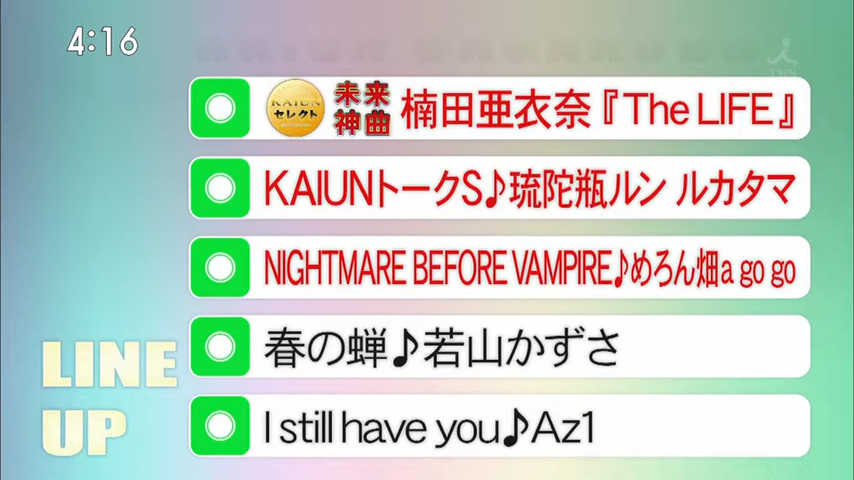 4:16
TBS
KAIUN セレクト 未来神曲 楠田亜衣奈『The LIFE』
KAIUNトークS♪琉陀瓶ルン ルカタマ
NIGHTMARE BEFORE VAMPIRE♪めろん畑a go go
春の蝉♪若山かずさ
I still have you♪Az1
LINE
UP